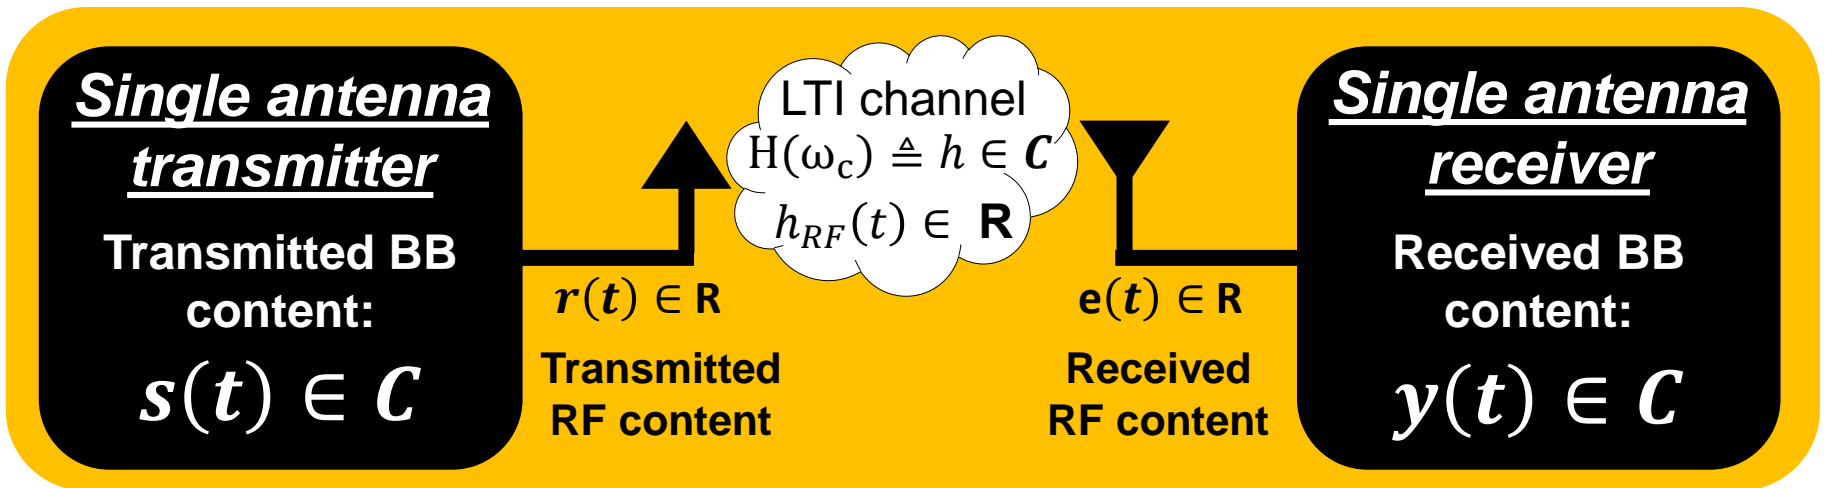 Single antenna
transmitter
Transmitted BB
content:
s(t) ∈ C
r(t) ∈ R
Transmitted
RF content
LTI channel
H(ω_c) ≜ h ∈ C
h_RF(t) ∈ R
e(t) ∈ R
Received
RF content
Single antenna
receiver
Received BB
content:
y(t) ∈ C